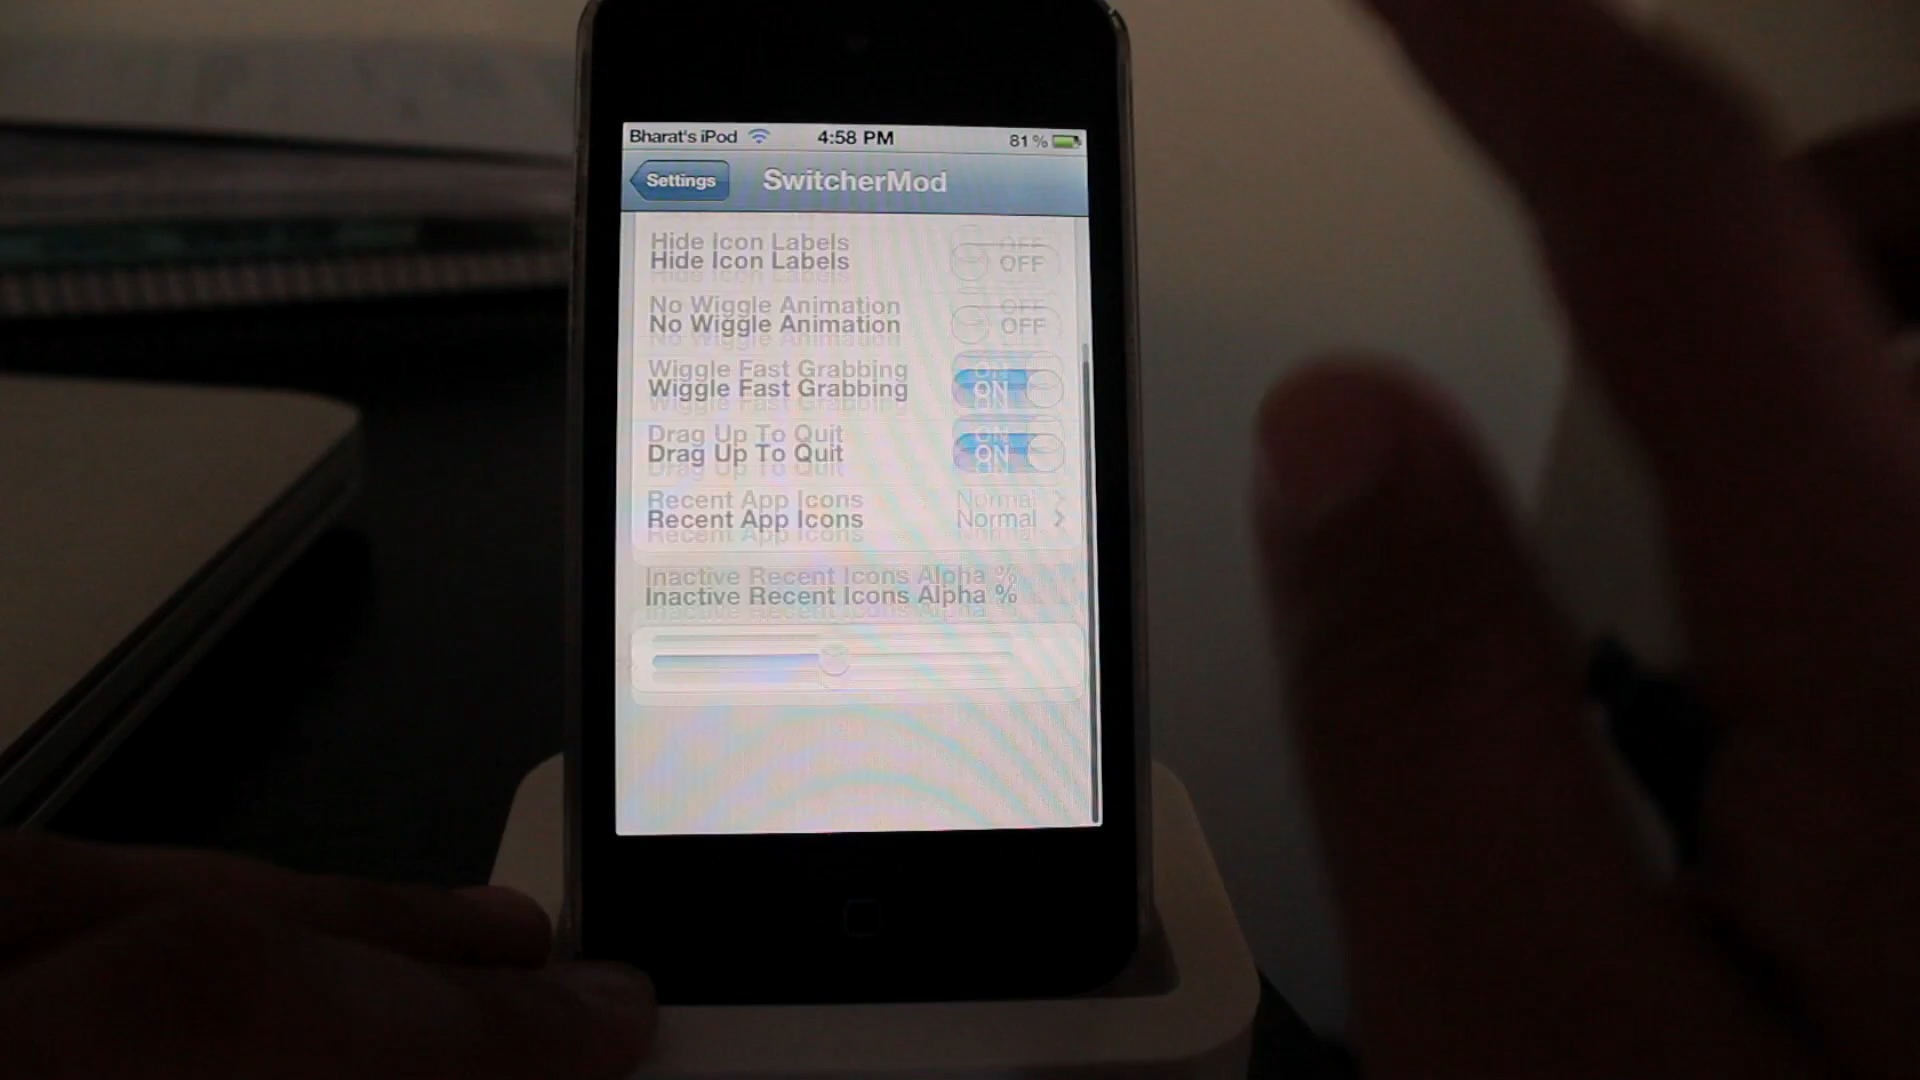 Bharat's iPod 4:58 PM 81%
Settings SwitcherMod
Hide Icon Labels OFF
No Wiggle Animation OFF
Wiggle Fast Grabbing ON
Drag Up To Quit ON
Recent App Icons Normal
Inactive Recent Icons Alpha %